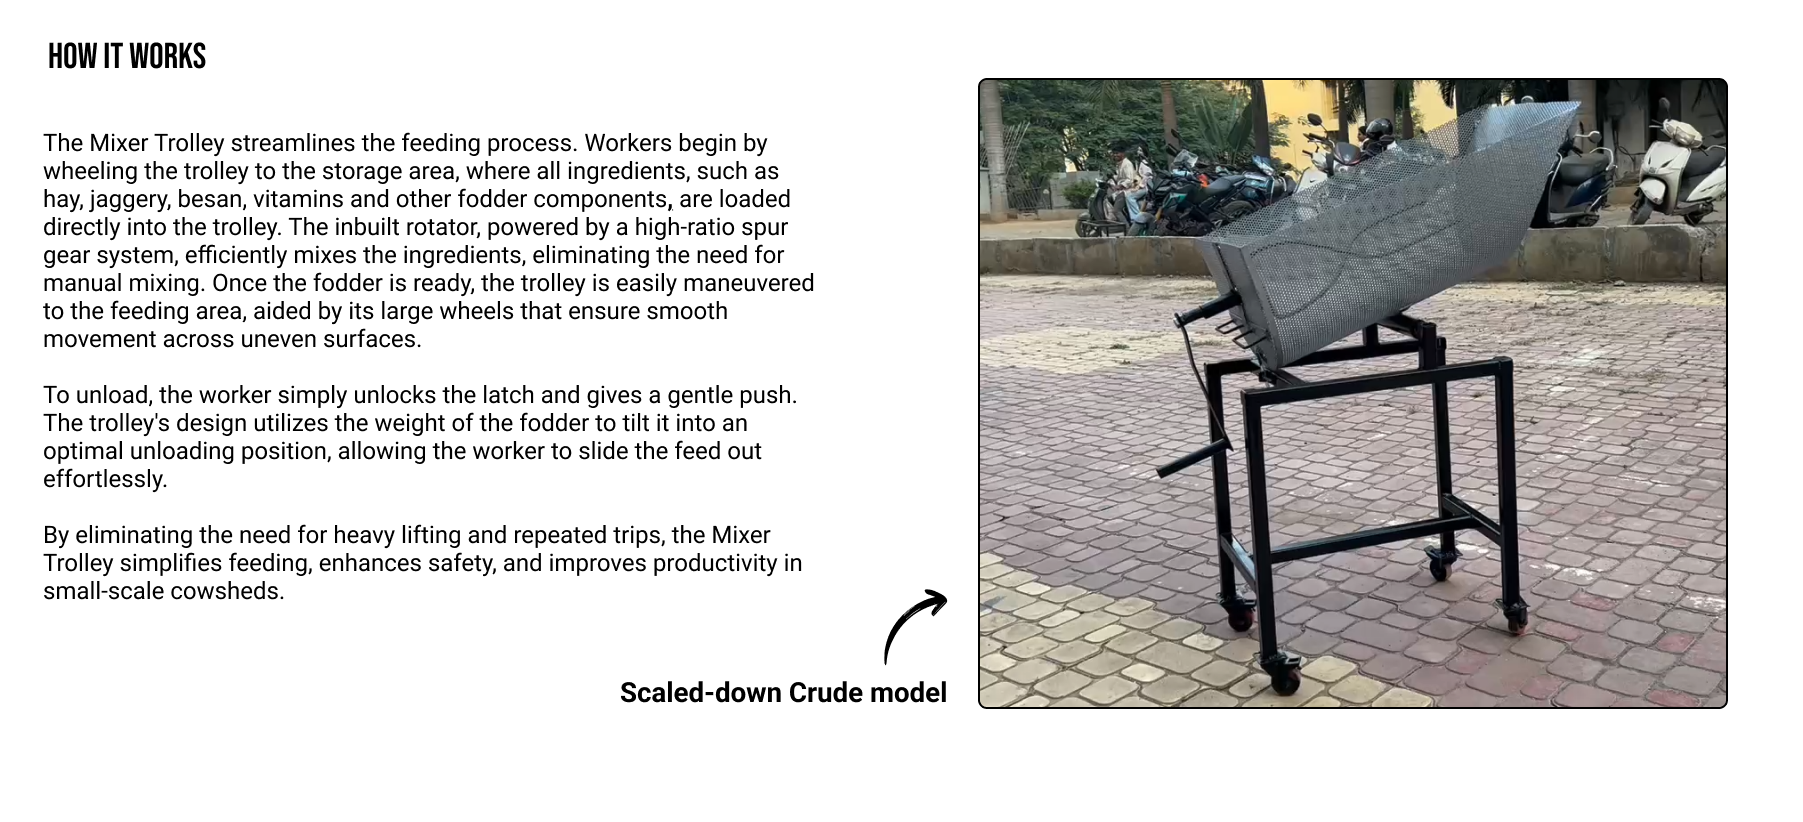 HOW IT WORKS
The Mixer Trolley streamlines the feeding process. Workers begin by
wheeling the trolley to the storage area, where all ingredients, such as
hay, jaggery, besan, vitamins and other fodder components, are loaded
directly into the trolley. The inbuilt rotator, powered by a high-ratio spur
gear system, efficiently mixes the ingredients, eliminating the need for
manual mixing. Once the fodder is ready, the trolley is easily maneuvered
to the feeding area, aided by its large wheels that ensure smooth
movement across uneven surfaces.
To unload, the worker simply unlocks the latch and gives a gentle push.
The trolley's design utilizes the weight of the fodder to tilt it into an
optimal unloading position, allowing the worker to slide the feed out
effortlessly.
By eliminating the need for heavy lifting and repeated trips, the Mixer
Trolley simplifies feeding, enhances safety, and improves productivity in
small-scale cowsheds.
Scaled-down Crude model